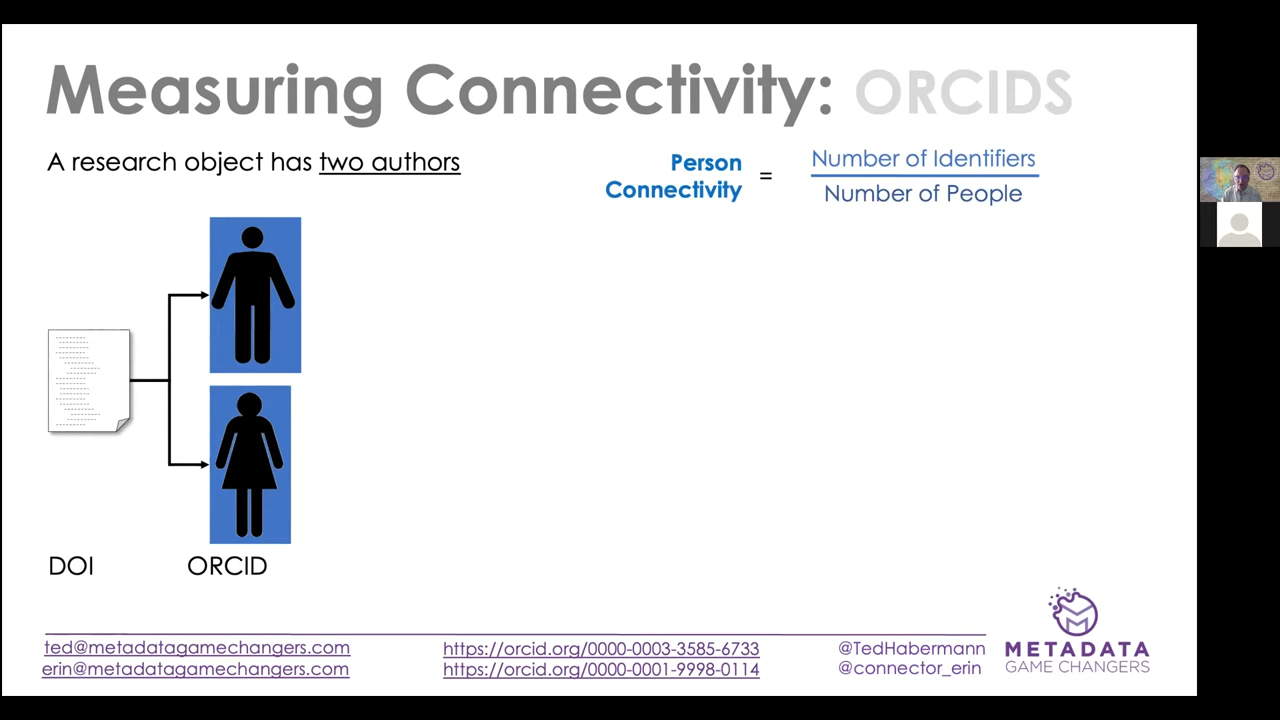 Measuring Connectivity: ORCIDS
A research object has two authors
Person
Connectivity
=
Number of Identifiers
Number of People
DOI
ORCID
ted@metadatagamechangers.com
erin@metadatagamechangers.com
https://orcid.org/0000-0003-3585-6733
https://orcid.org/0000-0001-9998-0114
@TedHabermann
@connector_erin
METADATA
GAME CHANGERS